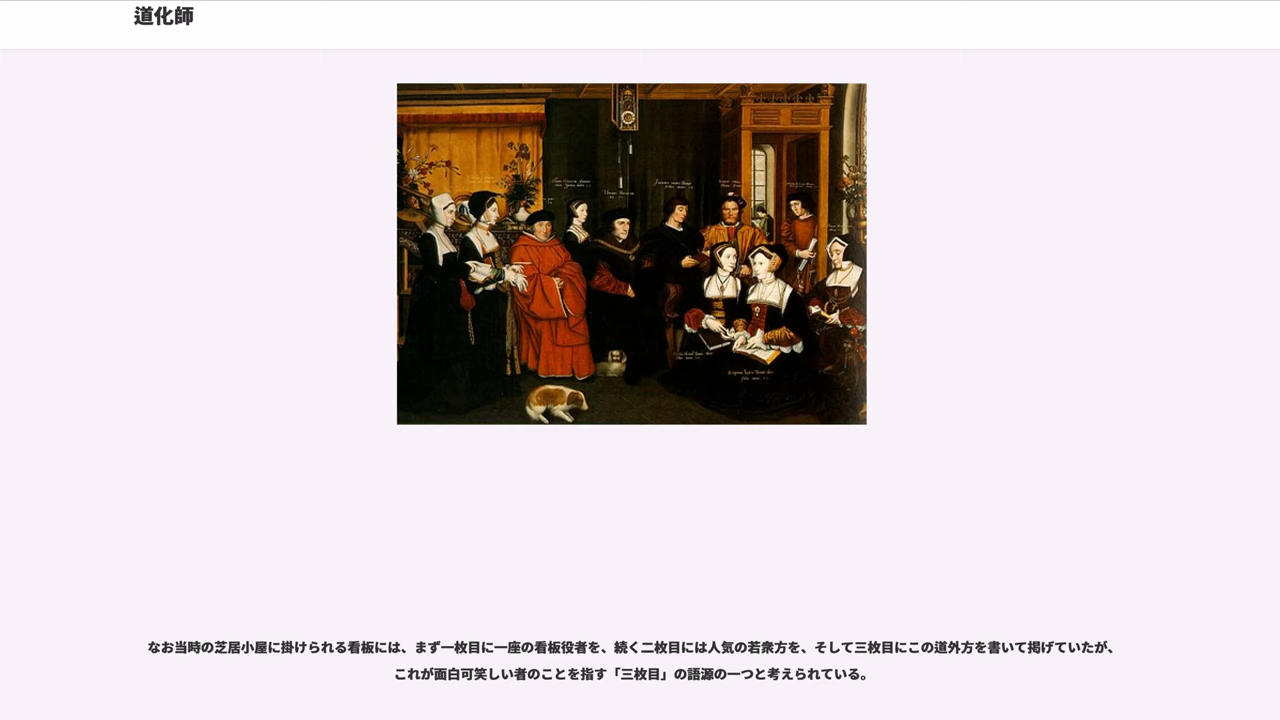 道化師
なお当時の芝居小屋に掛けられる看板には、まず一枚目に一座の看板役者を、続く二枚目には人気の若衆方を、そして三枚目にこの道外方を書いて掲げていたが、
これが面白可笑しい者のことを指す「三枚目」の語源の一つと考えられている。